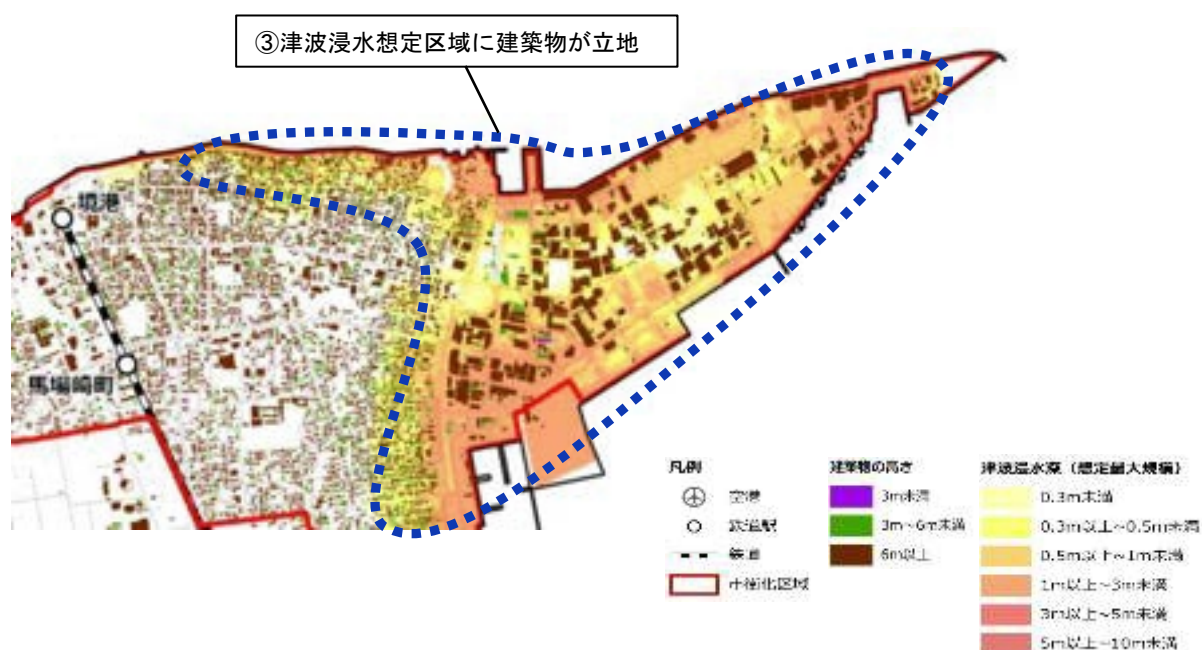 ③津波浸水想定区域に建築物が立地
境港
馬場崎町
凡例
空港
鉄道駅
鉄道
市街化区域
建築物の高さ
3m未満
3m~6m未満
6m以上
津波浸水深（想定最大規模）
0.3m未満
0.3m以上~0.5m未満
0.5m以上~1m未満
1m以上~3m未満
3m以上~5m未満
5m以上~10m未満